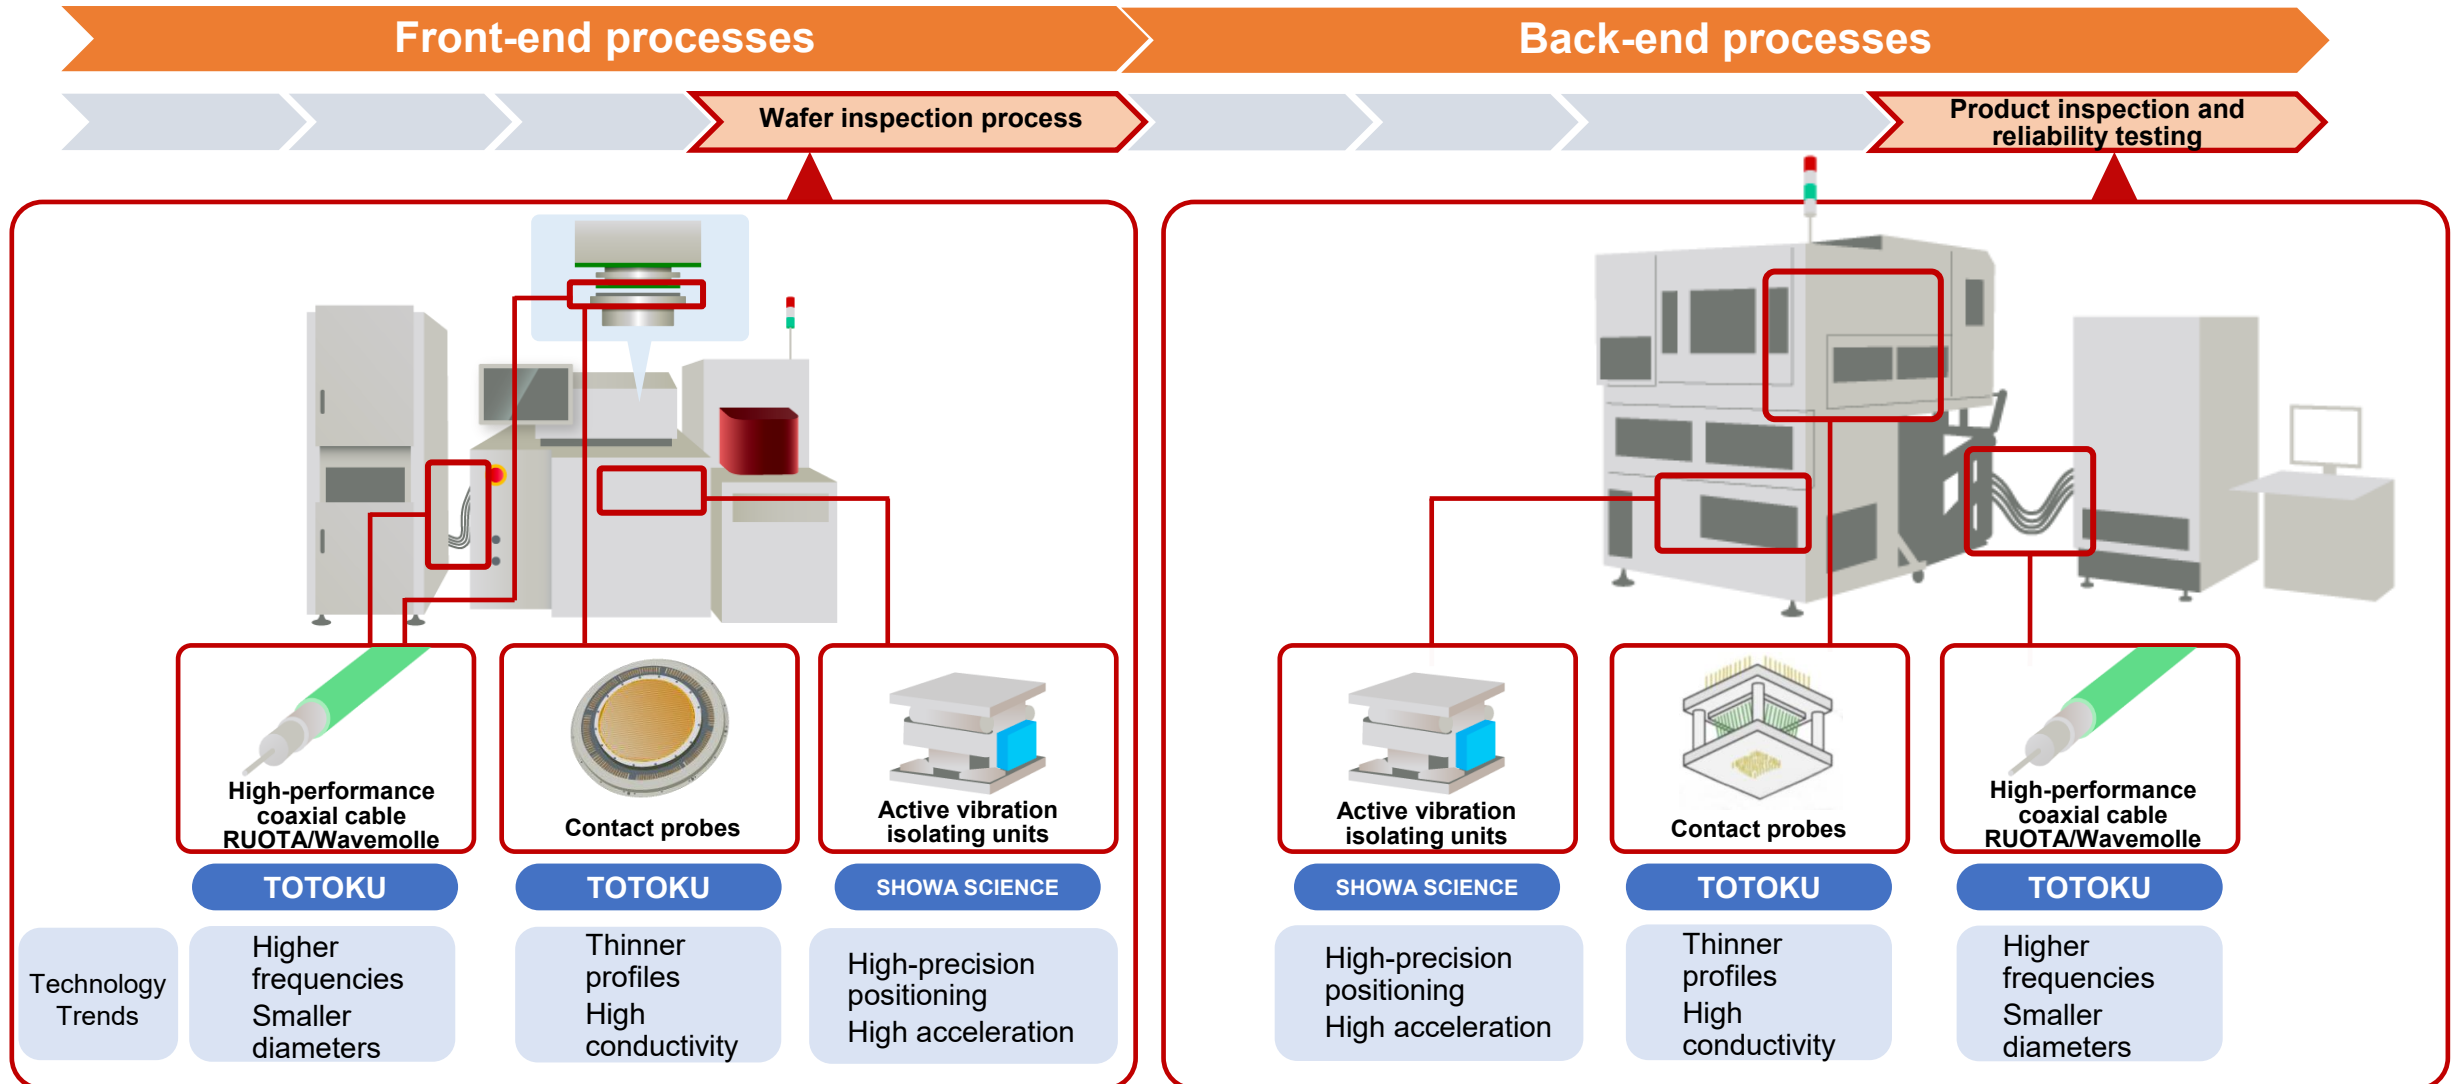 Front-end processes
Back-end processes
Wafer inspection process
Product inspection and
reliability testing
High-performance
coaxial cable
RUOTA/Wavemolle
Contact probes
Active vibration
isolating units
Active vibration
isolating units
Contact probes
High-performance
coaxial cable
RUOTA/Wavemolle
TOTOKU
TOTOKU
SHOWA SCIENCE
SHOWA SCIENCE
TOTOKU
TOTOKU
Technology
Trends
Higher
frequencies
Smaller
diameters
Thinner
profiles
High
conductivity
High-precision
positioning
High acceleration
High-precision
positioning
High acceleration
Thinner
profiles
High
conductivity
Higher
frequencies
Smaller
diameters